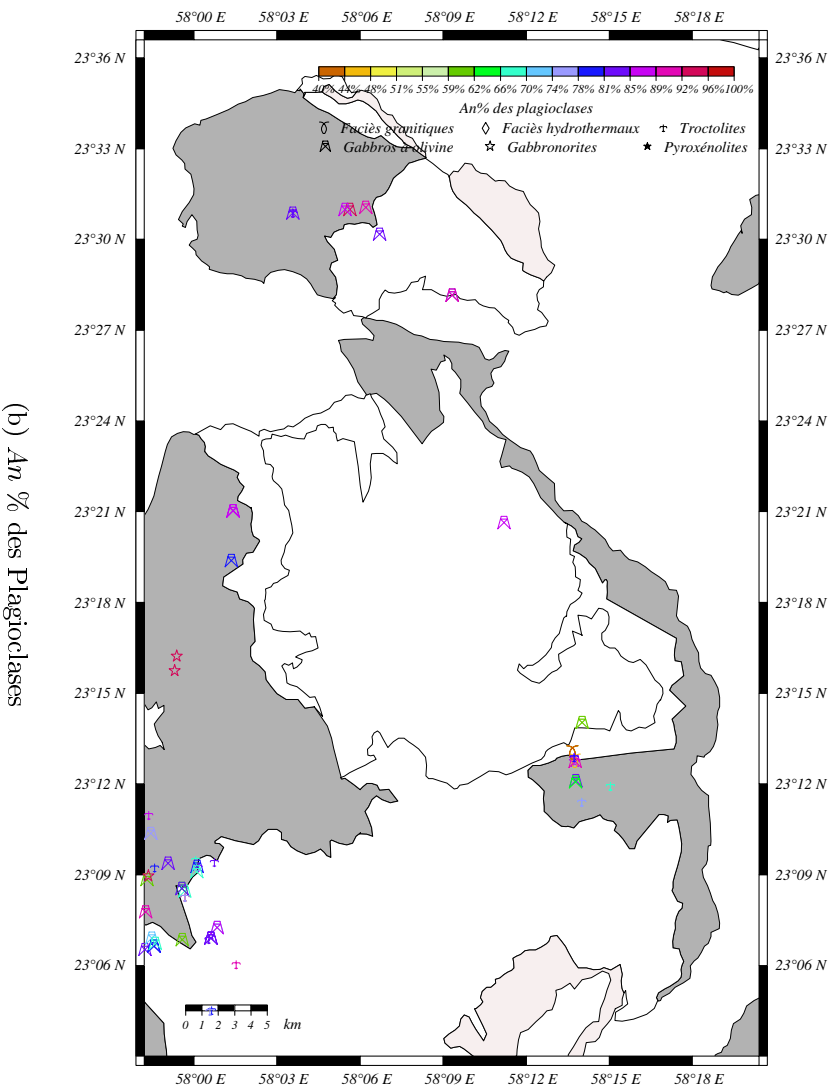 58°00 E 58°03 E 58°06 E 58°09 E 58°12 E 58°15 E 58°18 E
23°36 N 23°36 N
40% 44% 48% 51% 55% 59% 62% 66% 70% 74% 78% 81% 85% 89% 92% 96% 100%
An% des plagioclases
Faciès granitiques Faciès hydrothermaux Troctolites
Gabbros à olivine Gabbronorites Pyroxénolites
23°33 N 23°33 N
23°30 N 23°30 N
23°27 N 23°27 N
23°24 N 23°24 N
23°21 N 23°21 N
23°18 N 23°18 N
23°15 N 23°15 N
23°12 N 23°12 N
23°09 N 23°09 N
23°06 N 23°06 N
0 1 2 3 4 5 km
58°00 E 58°03 E 58°06 E 58°09 E 58°12 E 58°15 E 58°18 E
(b) An % des Plagioclases